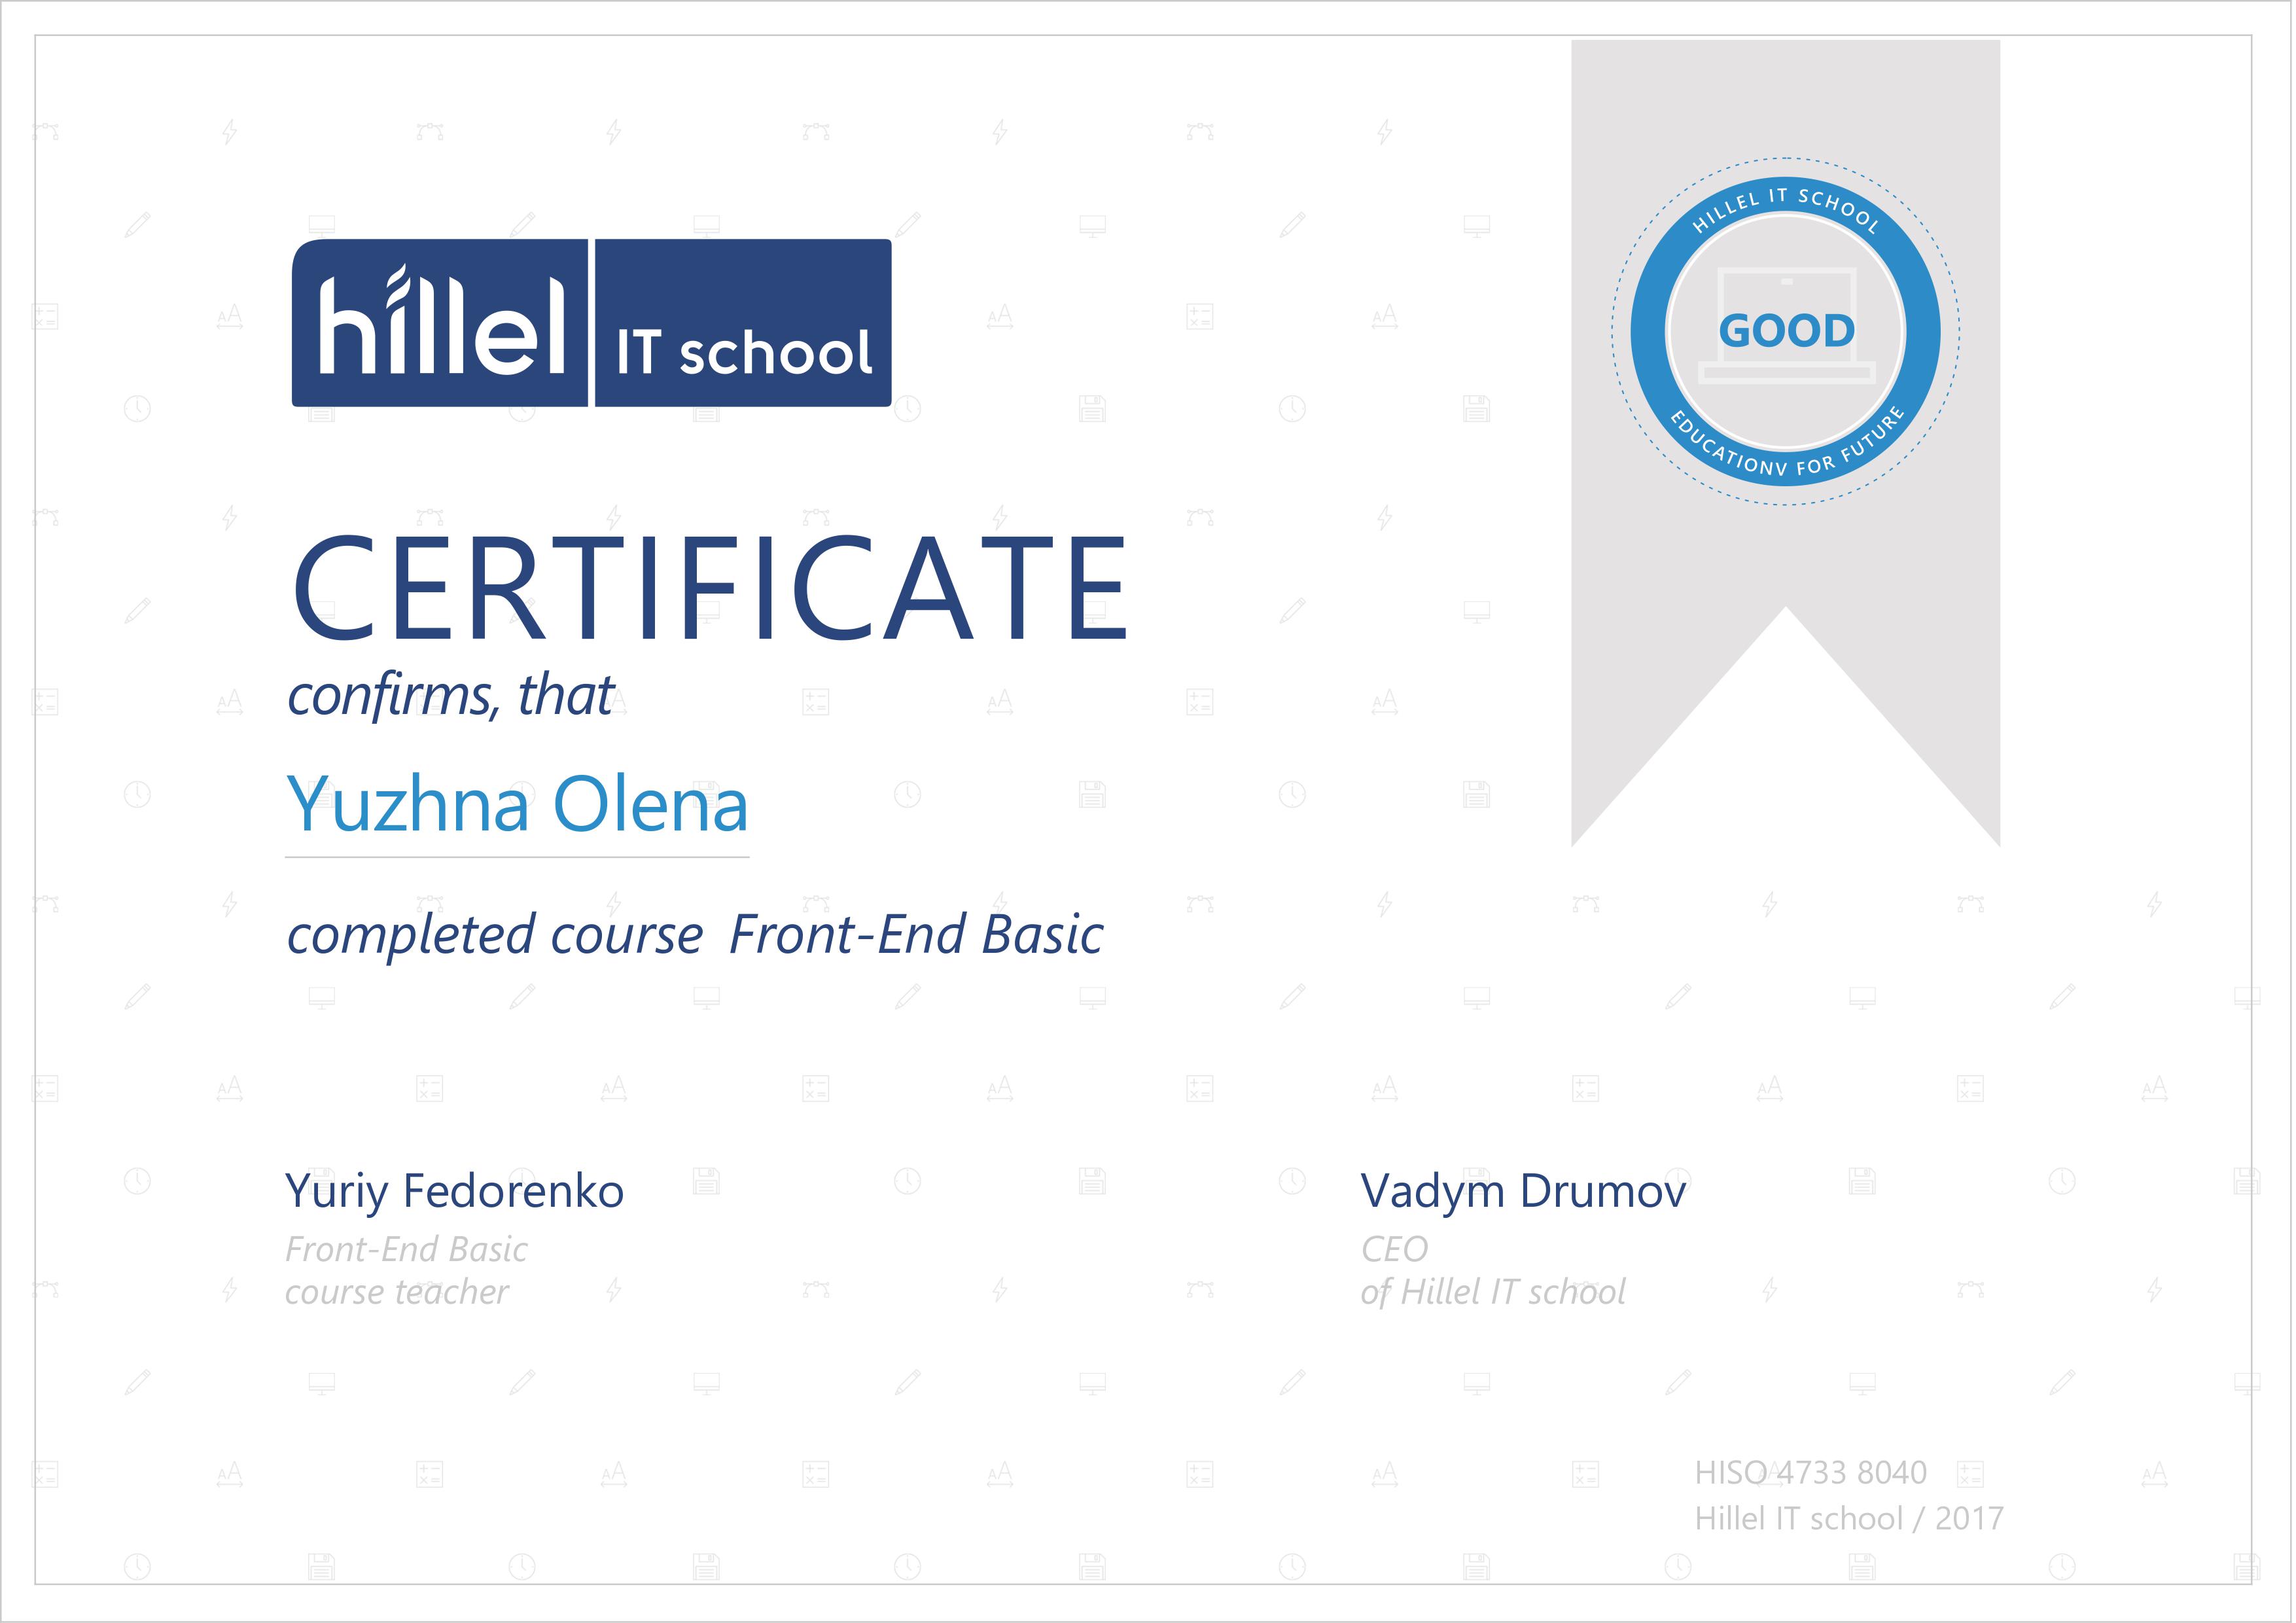 hillel IT school
HILLEL IT SCHOOL
GOOD
EDUCATIONV FOR FUTURE
CERTIFICATE
confirms, that
Yuzhna Olena
completed course Front-End Basic
Yuriy Fedorenko
Front-End Basic
course teacher
Vadym Drumov
CEO
of Hillel IT school
HISO 4733 8040
Hillel IT school / 2017